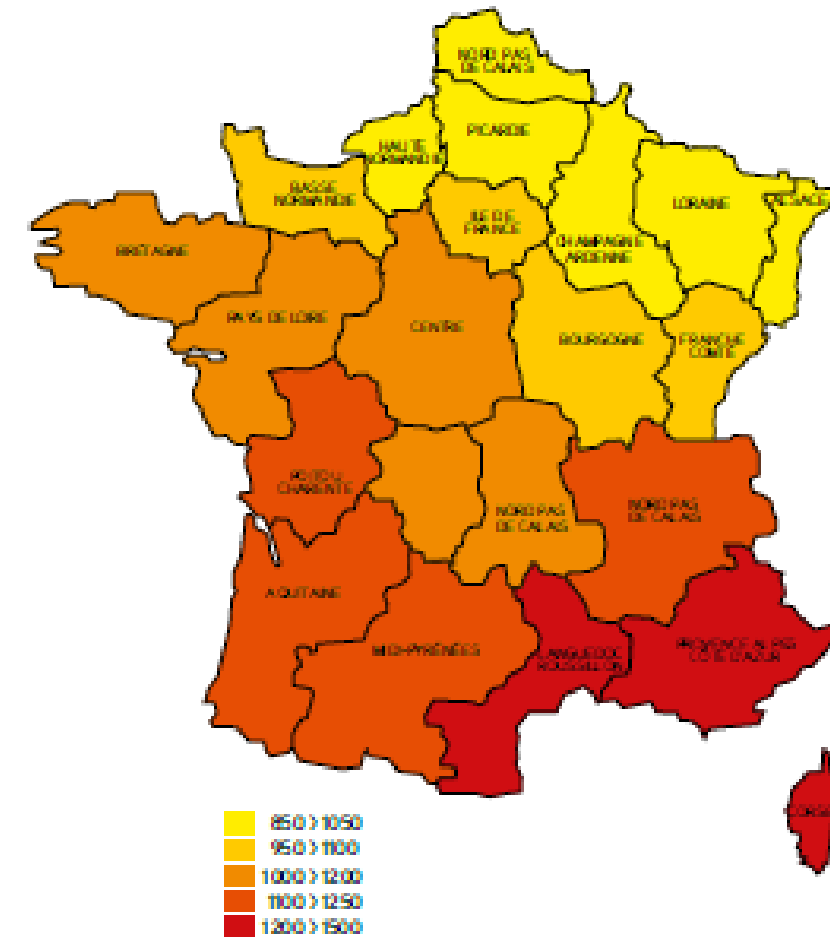 NORD PAS
DE CALAIS
PICARDIE
HAUTE
NORMANDIE
BASSE
NORMANDIE
ILE DE
FRANCE
LORAINE
ALSACE
CHAMPAGNE
ARDENNE
BRETAGNE
PAYS DE LOIRE
CENTRE
BOURGOGNE
FRANCHE
COMTE
POITOU
CHARENTE
NORD PAS
DE CALAIS
NORD PAS
DE CALAIS
AQUITAINE
MIDI-PYRÉNÉES
LANGUEDOC
ROUSSILLON
PROVENCE ALPES
COTE D'AZUR
CORS
850 > 1050
950 > 1100
1000 > 1200
1100 > 1250
1200 > 1500